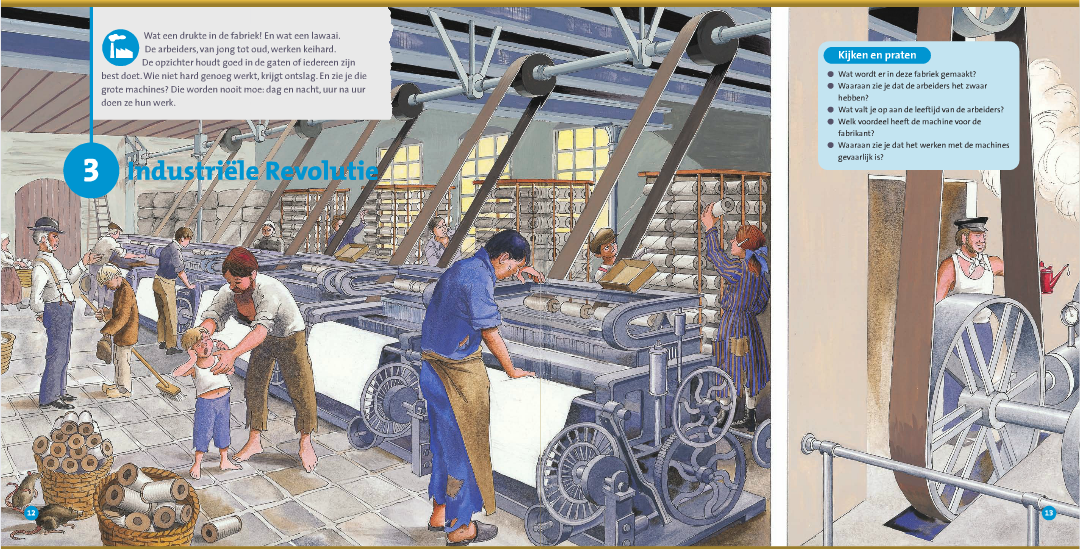 Wat een drukte in de fabriek! En wat een lawaai.
De arbeiders, van jong tot oud, werken keihard.
De opzichter houdt goed in de gaten of iedereen zijn
best doet. Wie niet hard genoeg werkt, krijgt ontslag. En zie je die
grote machines? Die worden nooit moe: dag en nacht, uur na uur
doen ze hun werk.
3 Industriële Revolutie
Kijken en praten
● Wat wordt er in deze fabriek gemaakt?
● Waaraan zie je dat de arbeiders het zwaar
hebben?
● Wat valt je op aan de leeftijd van de arbeiders?
● Welk voordeel heeft de machine voor de
fabrikant?
● Waaraan zie je dat het werken met de machines
gevaarlijk is?
12
13